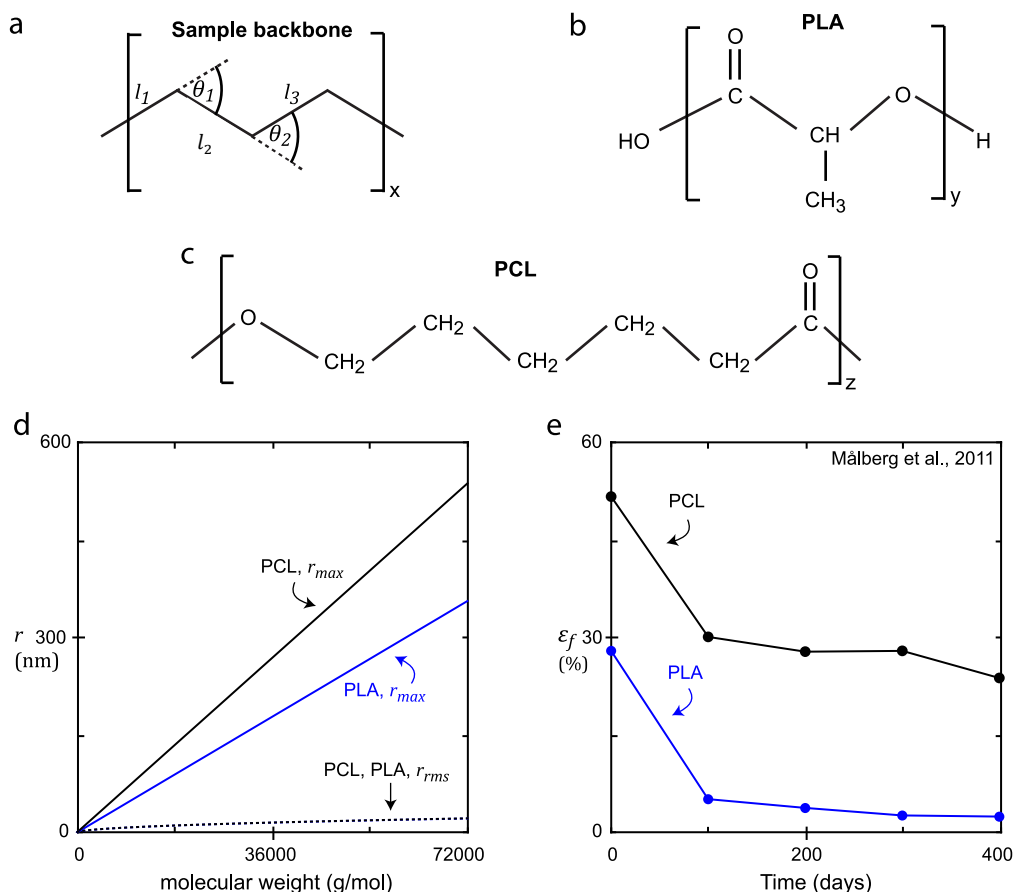 a
Sample backbone
l1
θ1
l2
l3
θ2
x
b
PLA
O
C
O
HO
CH
H
CH3
y
c
PCL
O
O
CH2
CH2
C
CH2
CH2
CH2
z
d
600
r 300
(nm)
0
PCL, rmax
PLA, rmax
PCL, PLA, rrms
0 36000 72000
molecular weight (g/mol)
e
60
Målberg et al., 2011
PCL
εf 30
(%)
PLA
0
0 200 400
Time (days)